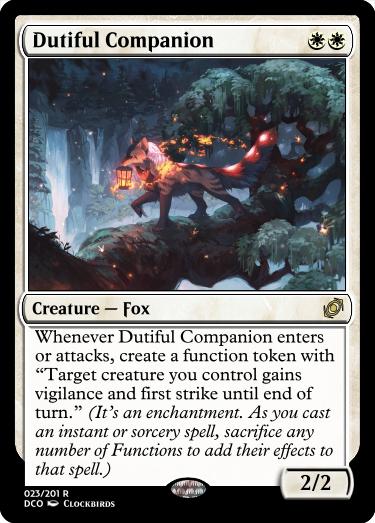 Dutiful Companion
Creature — Fox
Whenever Dutiful Companion enters
or attacks, create a function token with
“Target creature you control gains
vigilance and first strike until end of
turn.” (It's an enchantment. As you cast
an instant or sorcery spell, sacrifice any
number of Functions to add their effects to
that spell.)
2/2
023/201 R
DCO Clockbirds